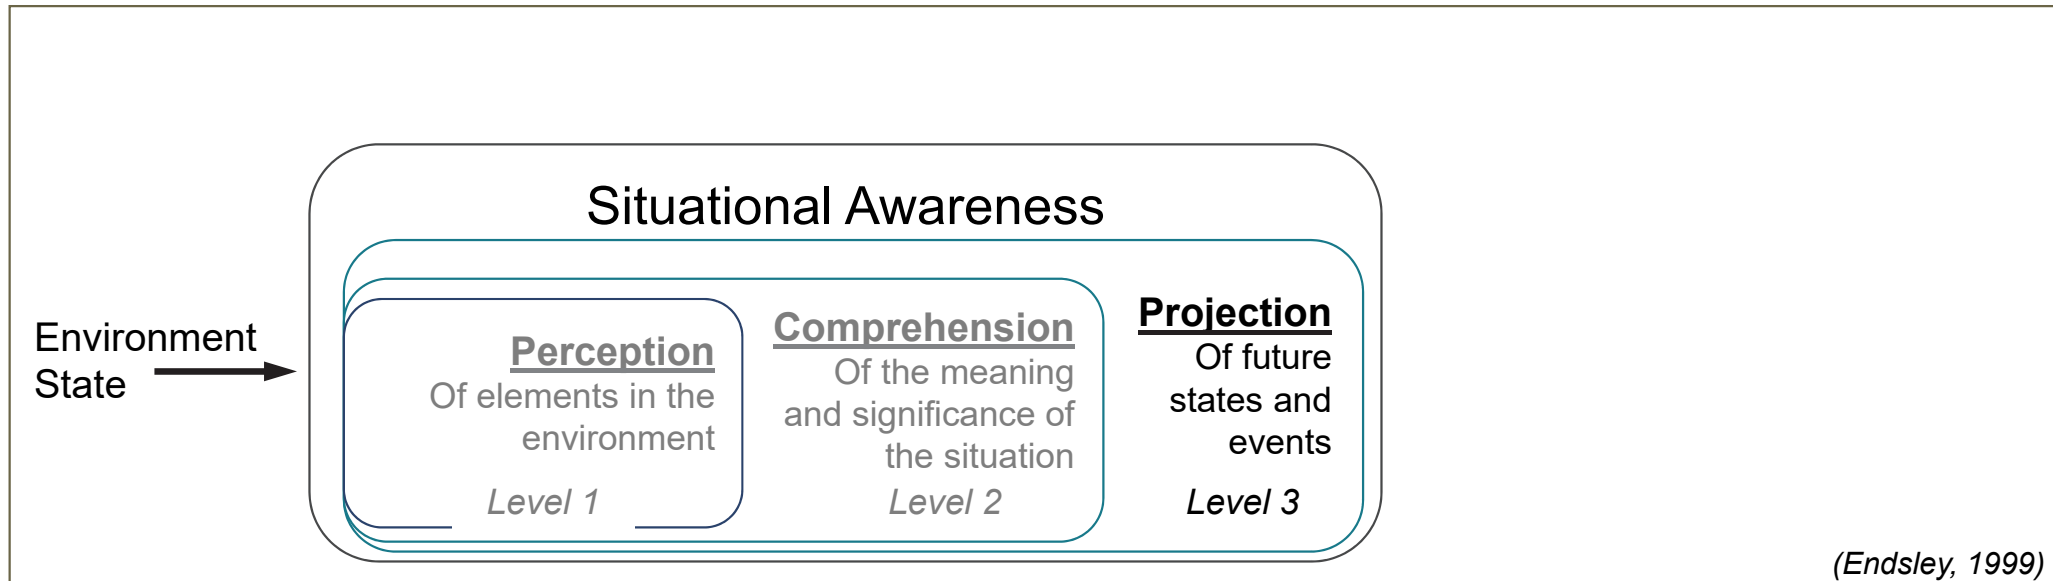 Situational Awareness
Environment
State
Perception
Of elements in the
environment
Level 1
Comprehension
Of the meaning
and significance of
the situation
Level 2
Projection
Of future
states and
events
Level 3
(Endsley, 1999)